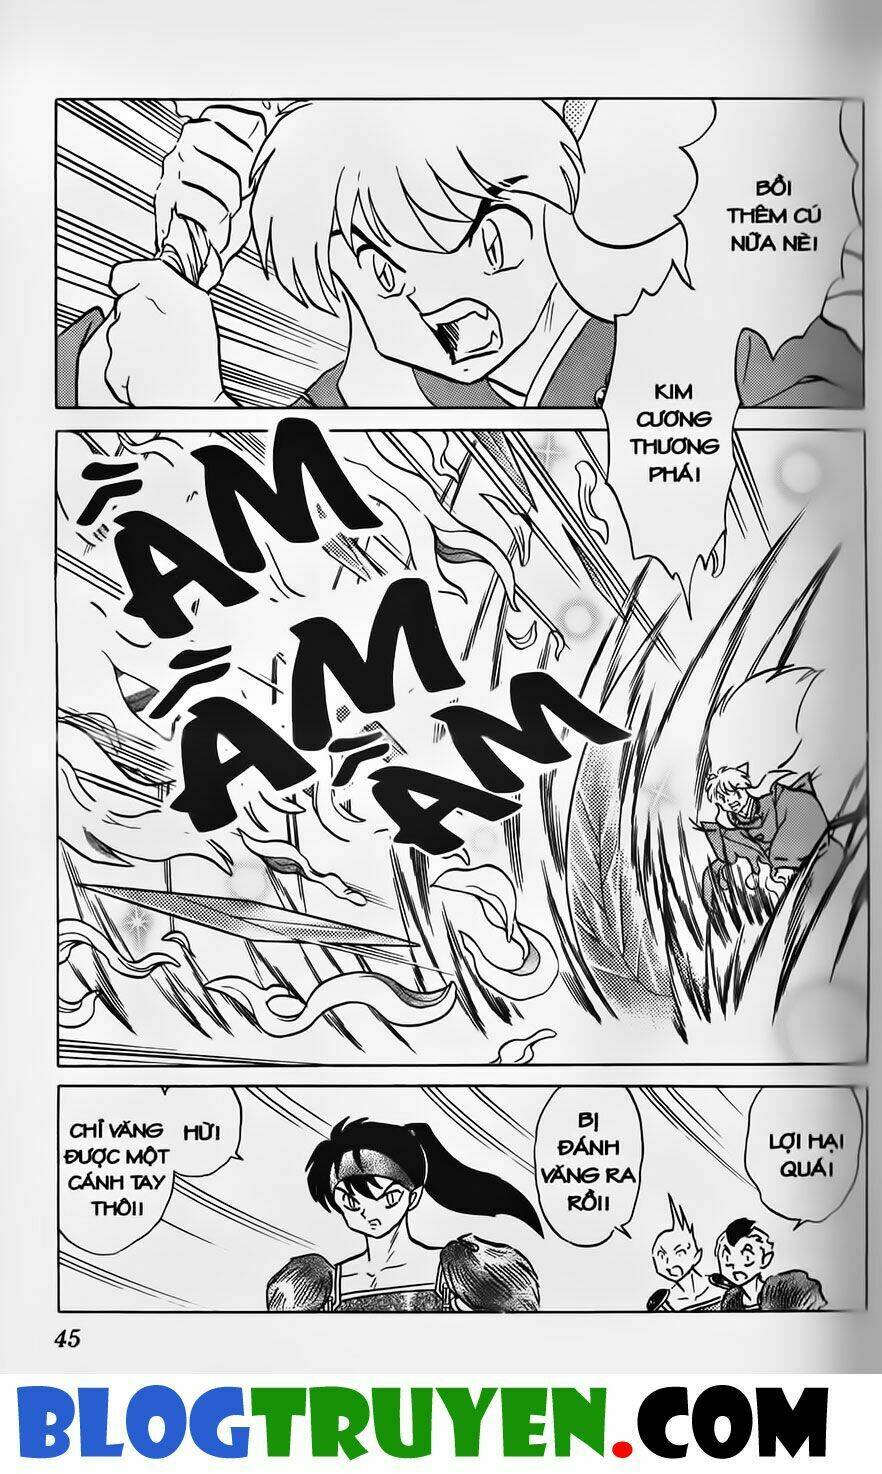 BỒI
THÊM CÚ
NỮA NÈ!
KIM
CƯƠNG
THƯƠNG
PHÁ!
ẦM
ẦM
ẦM
LỢI HẠI
QUÁ!
BỊ
ĐÁNH
VĂNG RA
RỒI!
HỪ!
CHỈ VĂNG
ĐƯỢC MỘT
CÁNH TAY
THÔI!
45
BLOGTRUYEN.COM